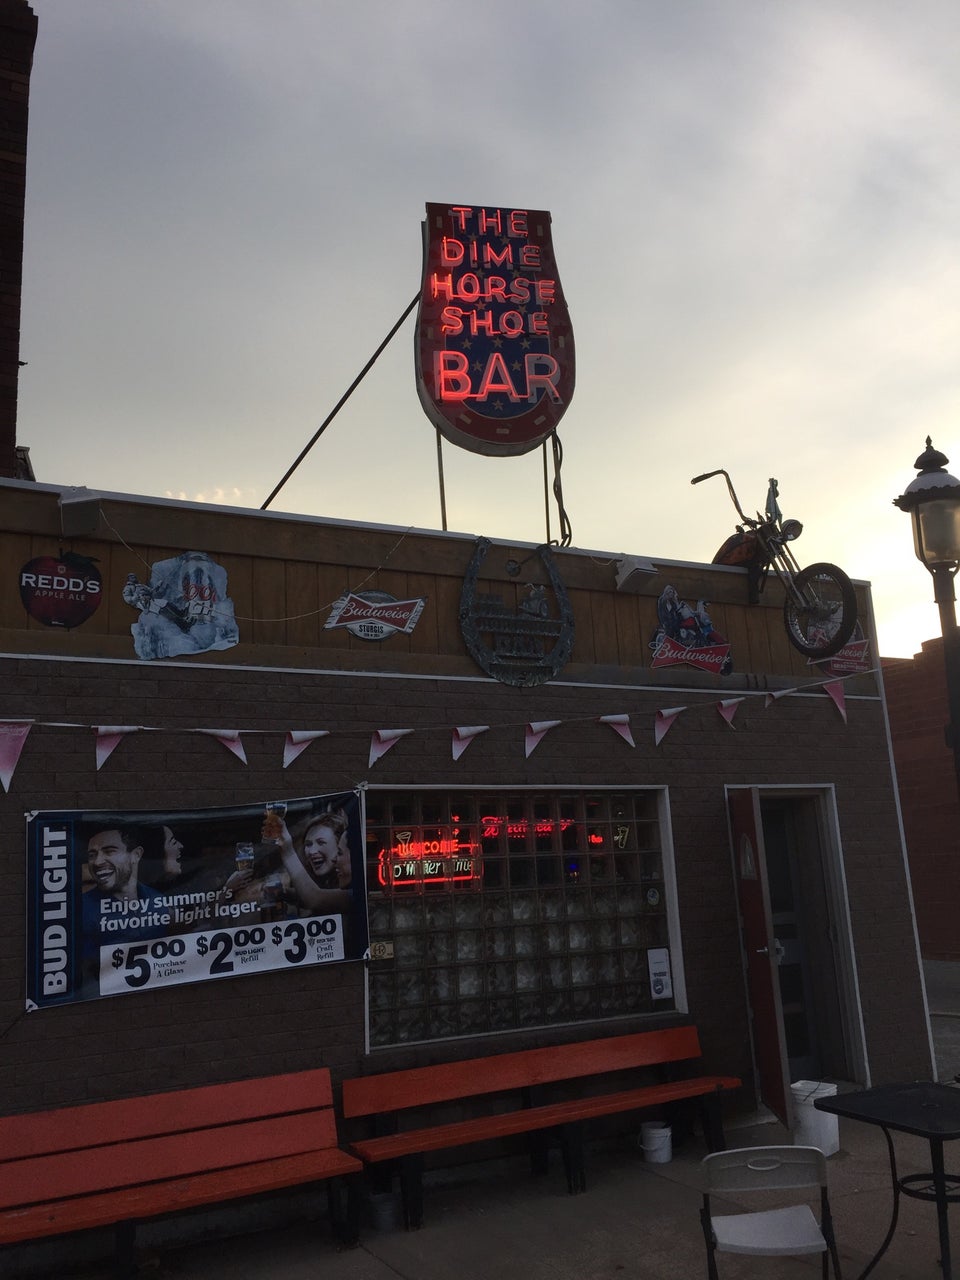 THE
DIME
HORSE
SHOE
BAR
REDD'S
APPLE ALE
Budweiser
STURGIS
Budweiser
BUD LIGHT
Enjoy summer's
favorite light lager.
$5.00 Purchase A Glass
$2.00 BUD LIGHT Refill
$3.00 Craft Refill
WELCOME